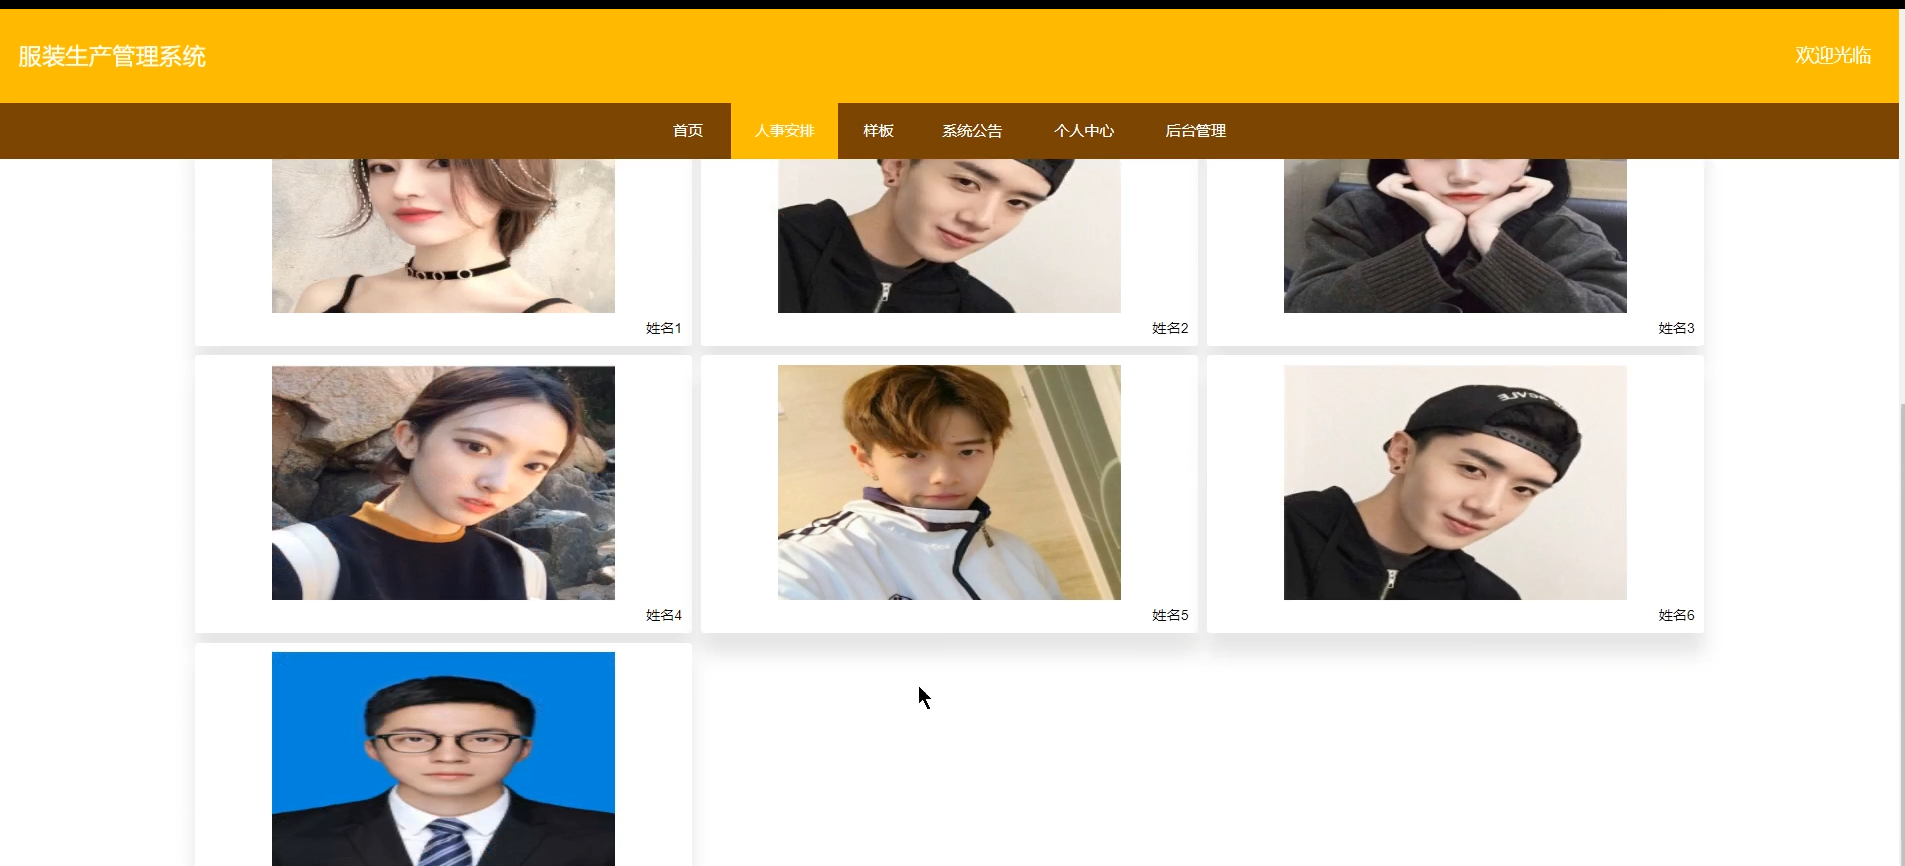 服装生产管理系统
欢迎光临
首页
人事安排
样板
系统公告
个人中心
后台管理
姓名1
姓名2
姓名3
姓名4
姓名5
姓名6